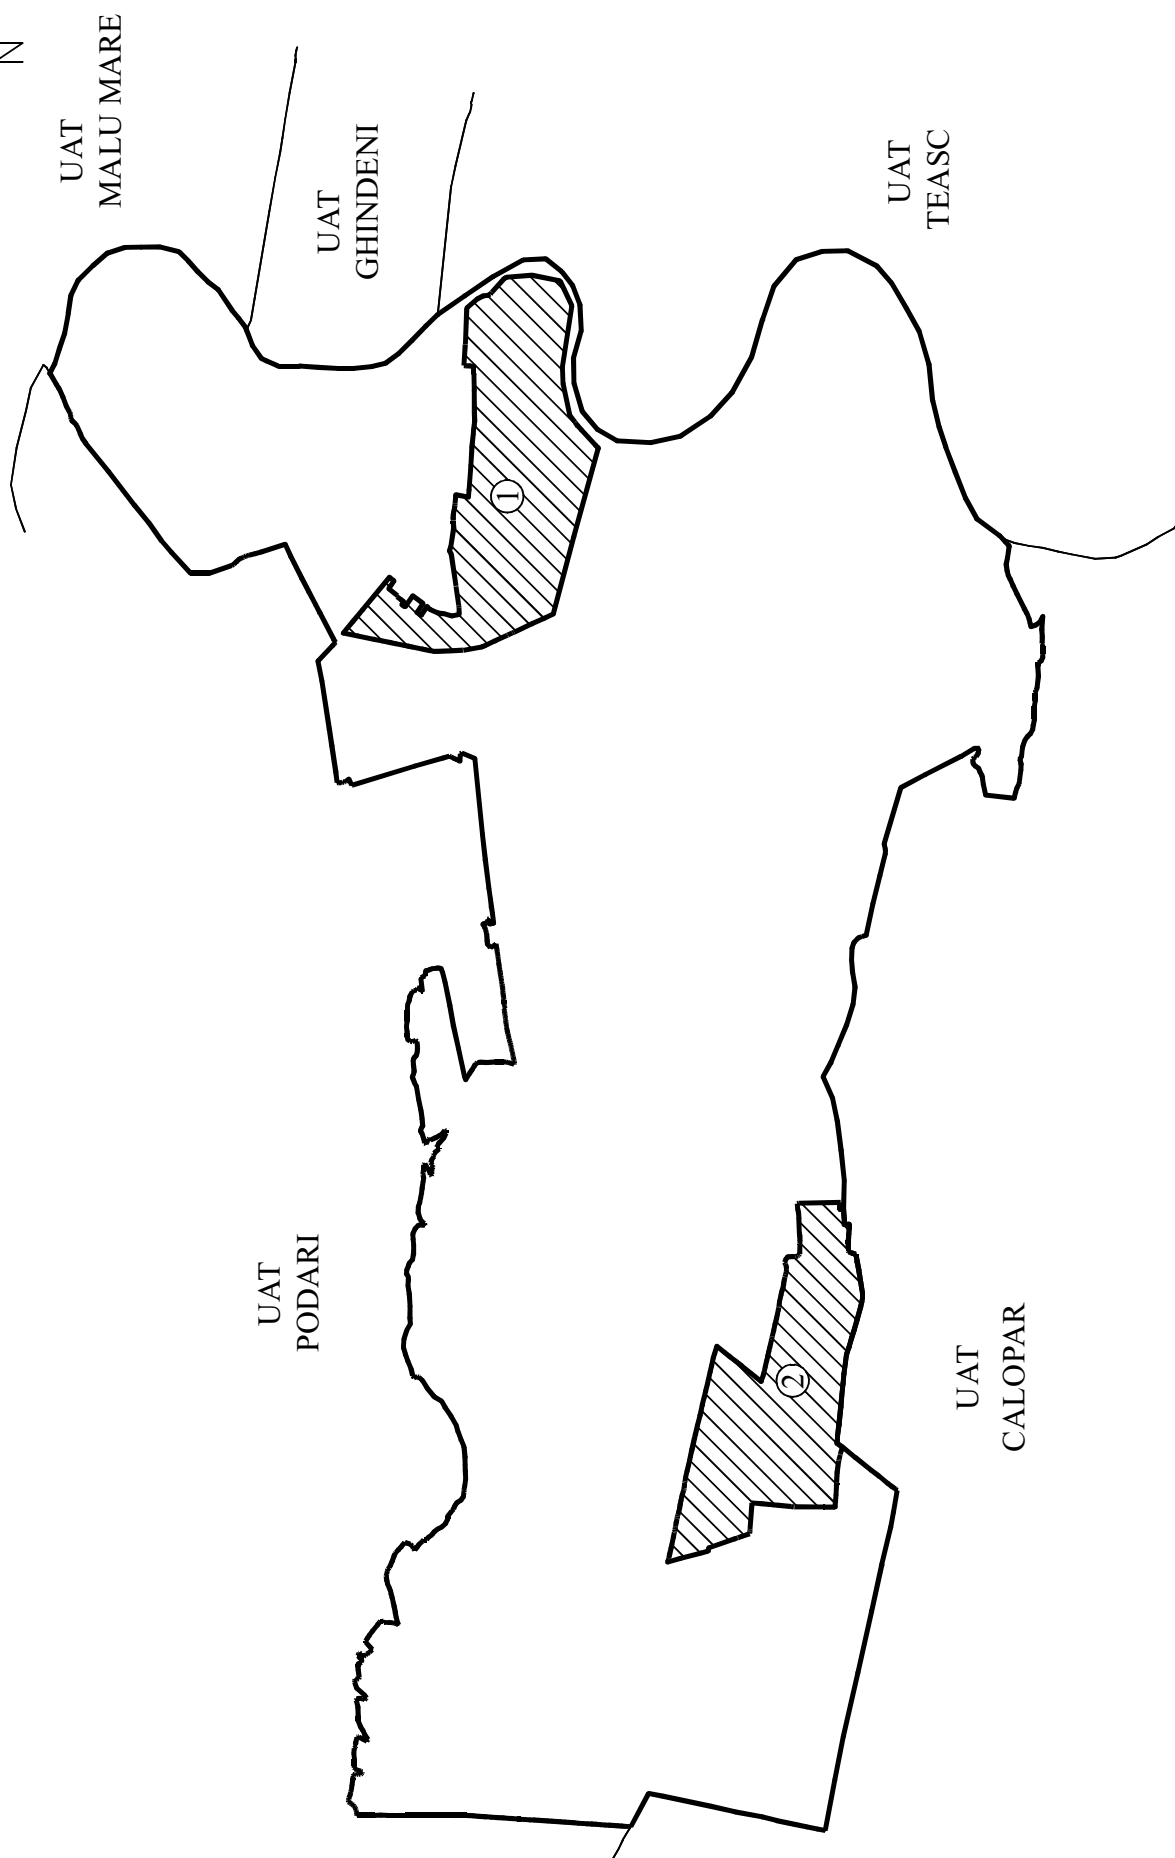 N
UAT
MALU MARE
UAT
GHINDENI
UAT
TEASC
1
UAT
PODARI
2
UAT
CALOPAR